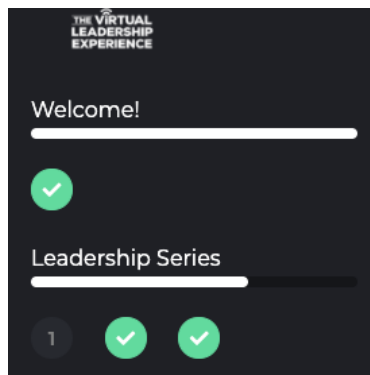 THE VIRTUAL
LEADERSHIP
EXPERIENCE
Welcome!
Leadership Series
1